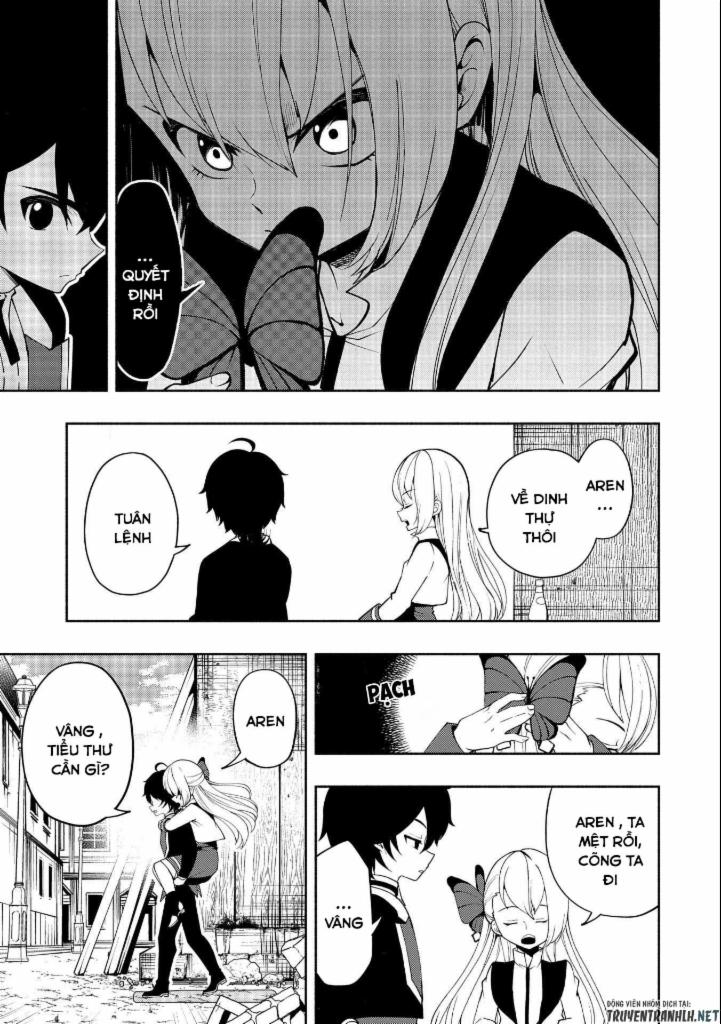 ...
QUYẾT
ĐỊNH
RỒI
AREN
...
VỀ DINH
THỰ
THÔI
TUÂN
LỆNH
PẠCH
AREN , TA
MỆT RỒI,
CÕNG TA
ĐI
...
VÂNG
AREN
VÂNG ,
TIỂU THƯ
CẦN GÌ?
ĐỘNG VIÊN NHÓM DỊCH TẠI:
TRUYENTRANHLH.NET